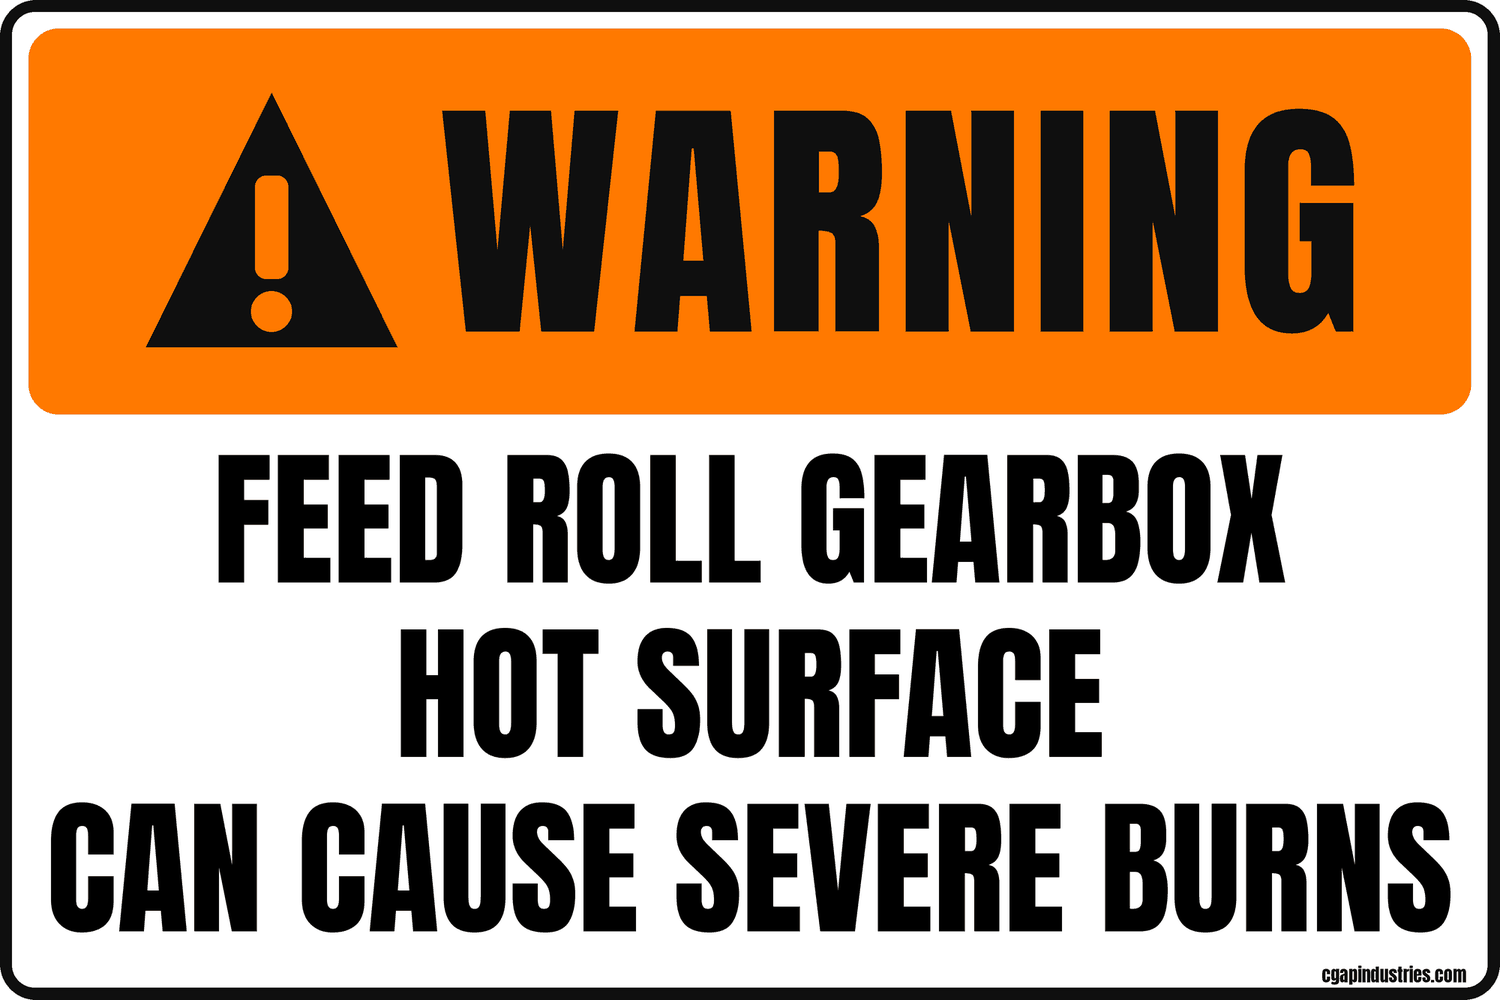 WARNING
FEED ROLL GEARBOX
HOT SURFACE
CAN CAUSE SEVERE BURNS
cgapindustries.com